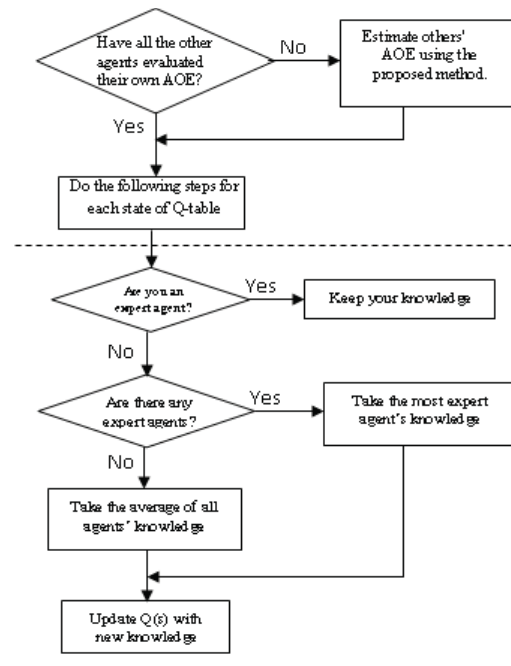 Have all the other
agents evaluated
their own AOE?
No
Estimate others'
AOE using the
proposed method.
Yes
Do the following steps for
each state of Q-table
Are you an
expert agent?
Yes
Keep your knowledge
No
Are there any
expert agents?
Yes
Take the most expert
agent's knowledge
No
Take the average of all
agents' knowledge
Update Q(s) with
new knowledge